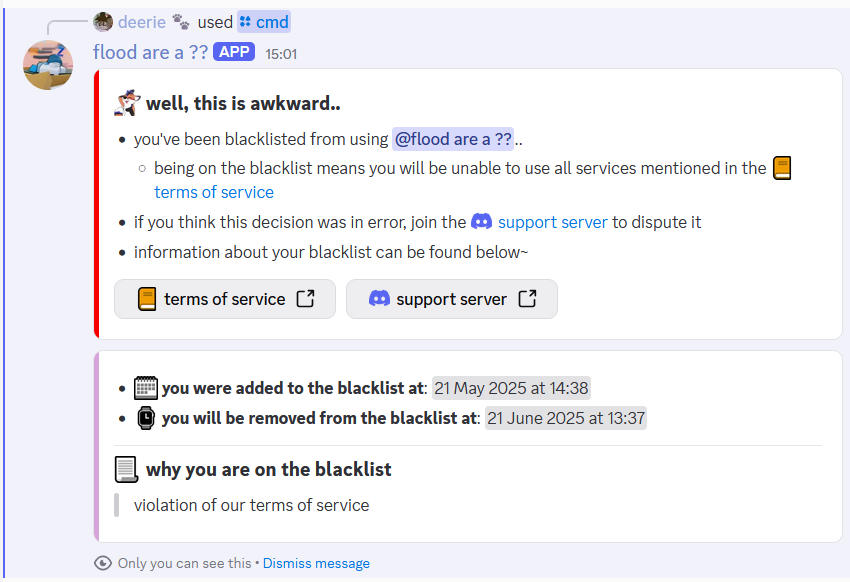 deerie used cmd
flood are a ?? APP 15:01
well, this is awkward..
you've been blacklisted from using @flood are a ??..
being on the blacklist means you will be unable to use all services mentioned in the
terms of service
if you think this decision was in error, join the support server to dispute it
information about your blacklist can be found below~
terms of service
support server
you were added to the blacklist at: 21 May 2025 at 14:38
you will be removed from the blacklist at: 21 June 2025 at 13:37
why you are on the blacklist
violation of our terms of service
Only you can see this • Dismiss message